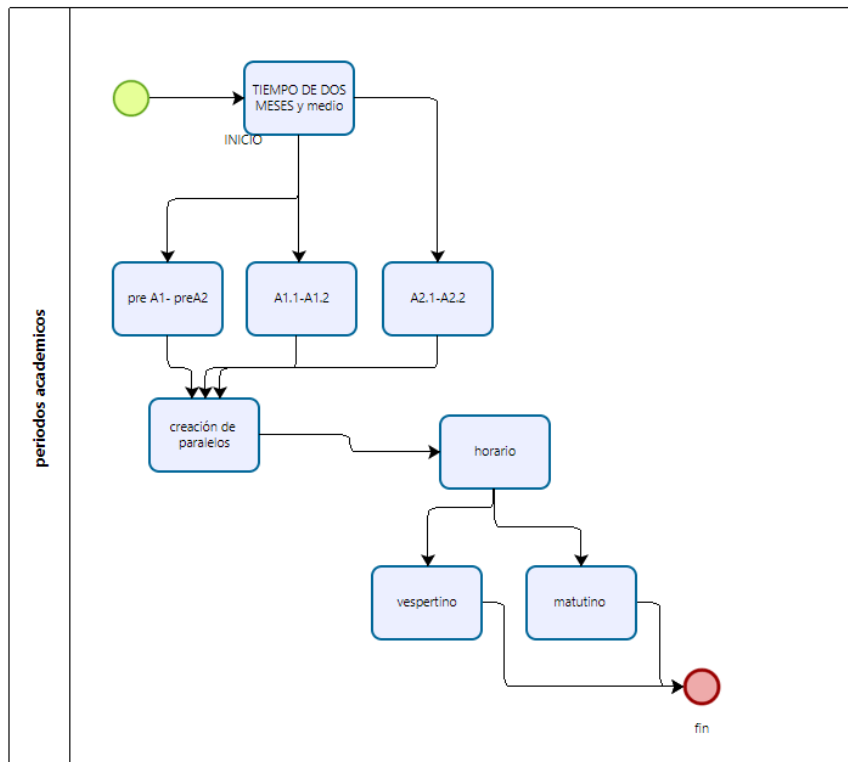 periodos academicos
TIEMPO DE DOS
MESES y medio
INICIO
pre A1- preA2
A1.1-A1.2
A2.1-A2.2
creación de
paralelos
horario
vespertino
matutino
fin